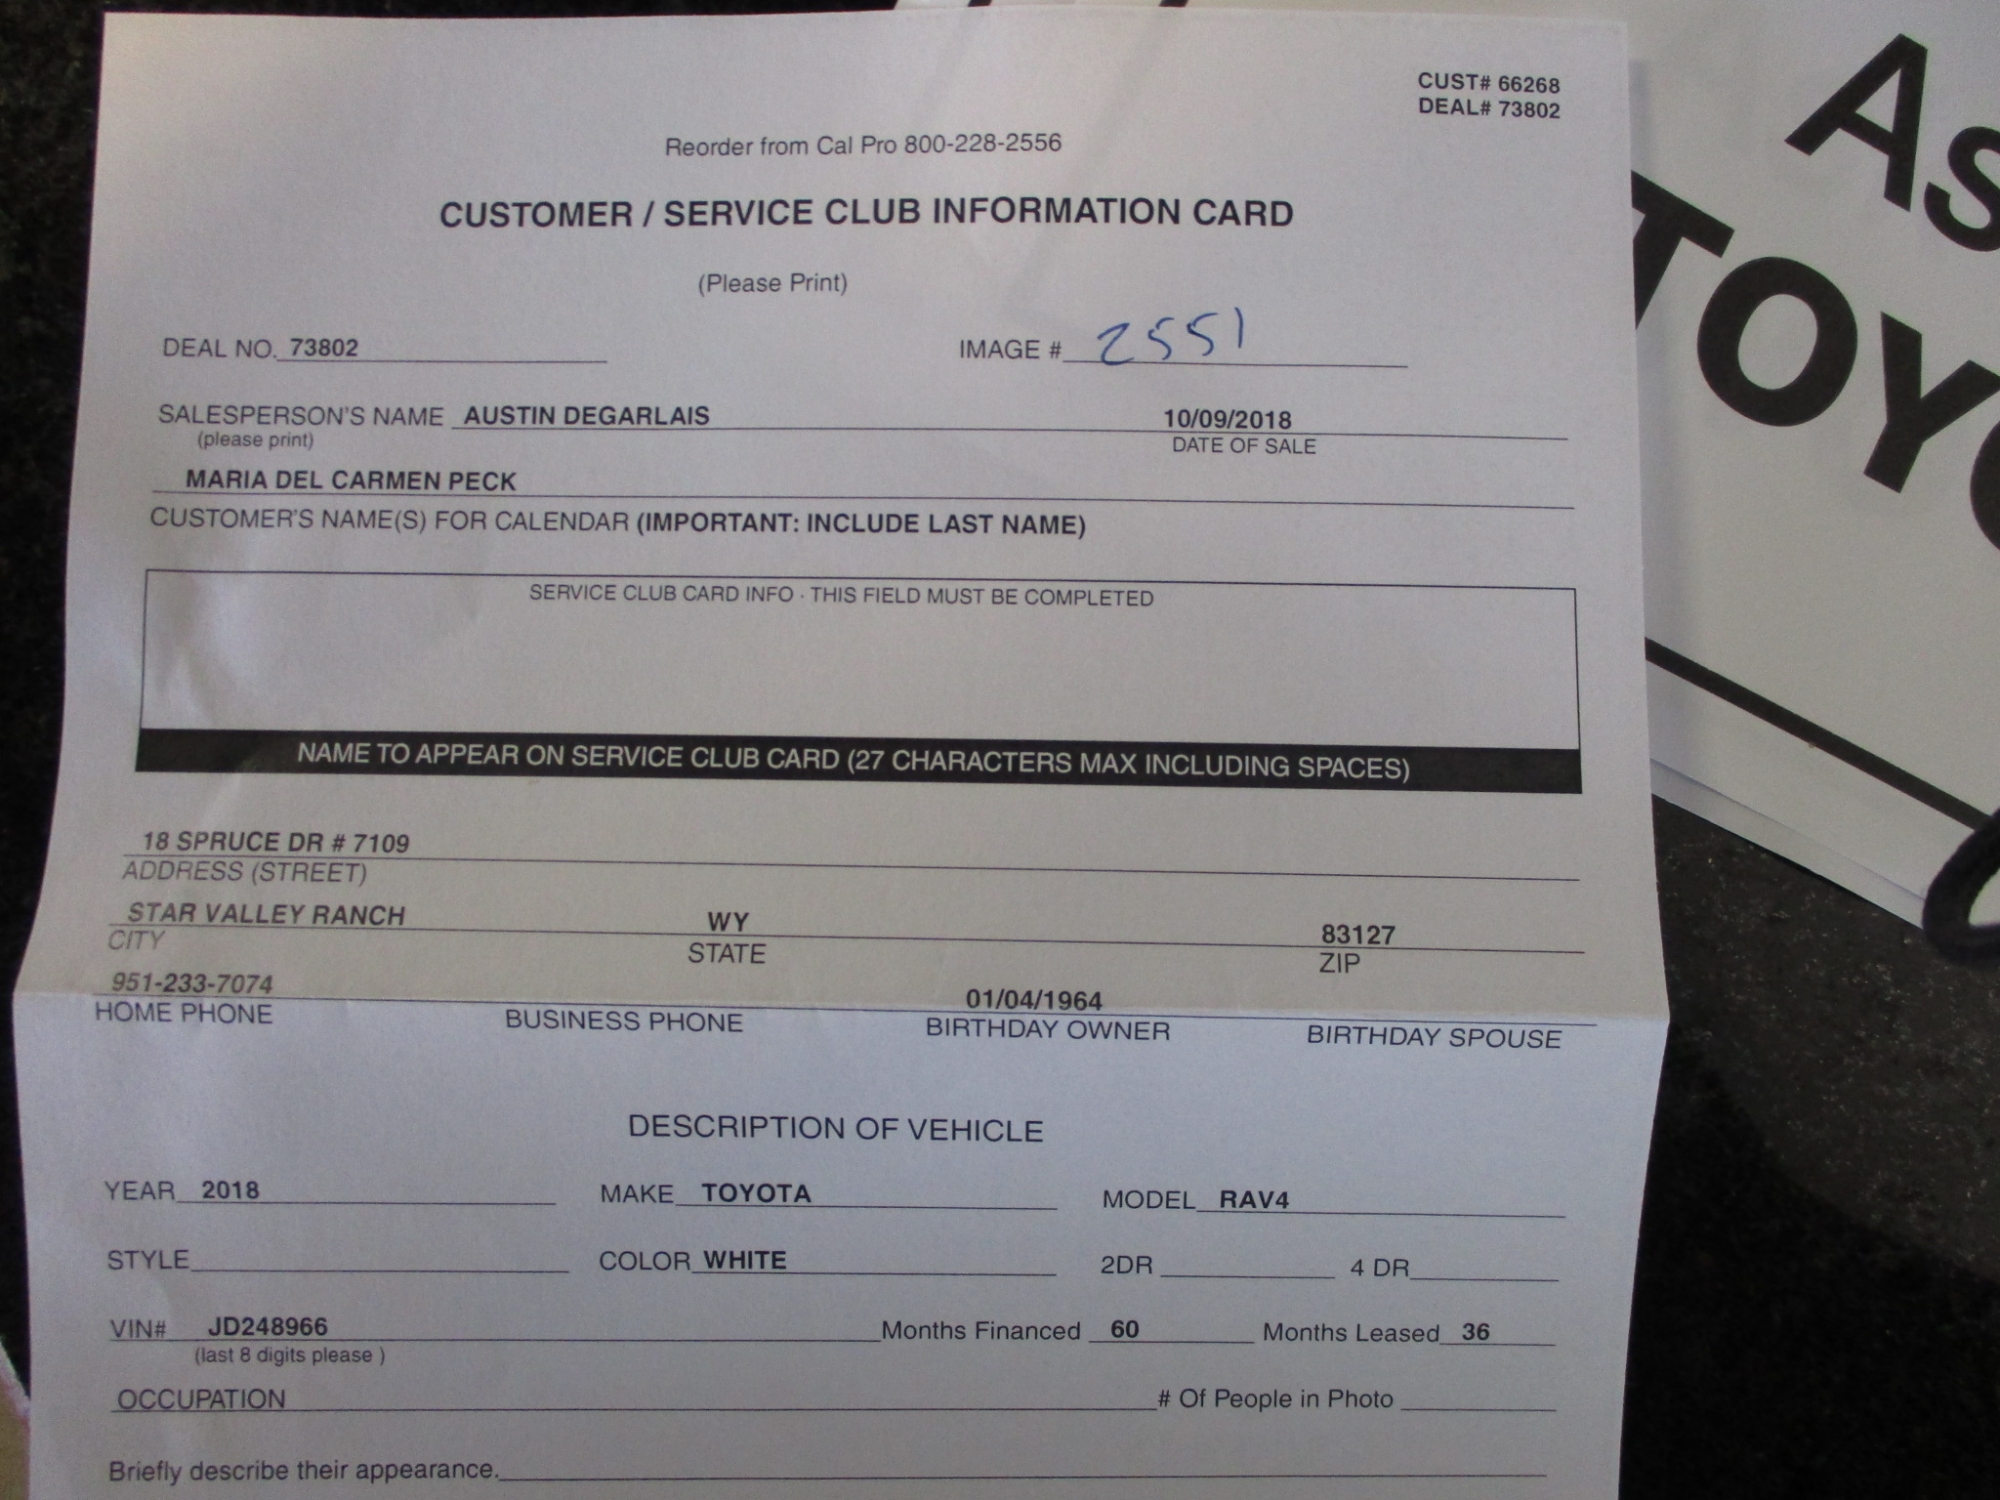 CUST# 66268
DEAL# 73802
Reorder from Cal Pro 800-228-2556
CUSTOMER / SERVICE CLUB INFORMATION CARD
(Please Print)
DEAL NO. 73802 IMAGE # 2551
SALESPERSON'S NAME AUSTIN DEGARLAIS 10/09/2018
(please print) DATE OF SALE
MARIA DEL CARMEN PECK
CUSTOMER'S NAME(S) FOR CALENDAR (IMPORTANT: INCLUDE LAST NAME)
SERVICE CLUB CARD INFO · THIS FIELD MUST BE COMPLETED
NAME TO APPEAR ON SERVICE CLUB CARD (27 CHARACTERS MAX INCLUDING SPACES)
18 SPRUCE DR # 7109
ADDRESS (STREET)
STAR VALLEY RANCH WY 83127
CITY STATE ZIP
951-233-7074 01/04/1964
HOME PHONE BUSINESS PHONE BIRTHDAY OWNER BIRTHDAY SPOUSE
DESCRIPTION OF VEHICLE
YEAR 2018 MAKE TOYOTA MODEL RAV4
STYLE COLOR WHITE 2DR 4 DR
VIN# JD248966 Months Financed 60 Months Leased 36
(last 8 digits please )
OCCUPATION # Of People in Photo
Briefly describe their appearance.
AS
TOYO